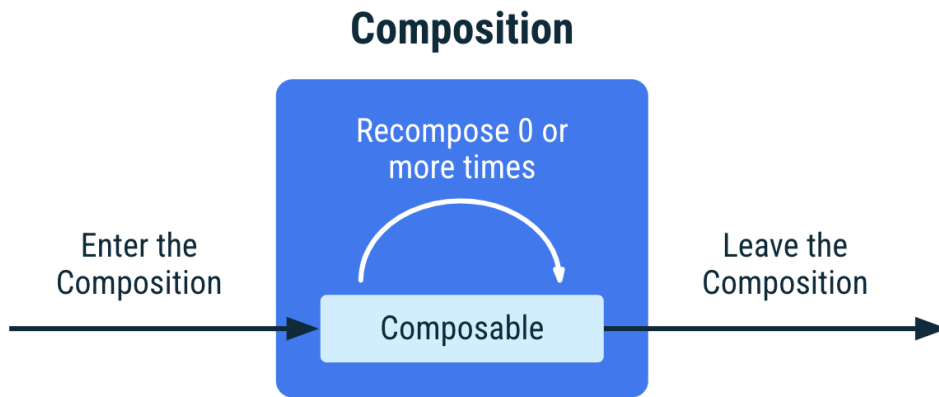 Composition
Recompose 0 or
more times
Enter the
Composition
Leave the
Composition
Composable